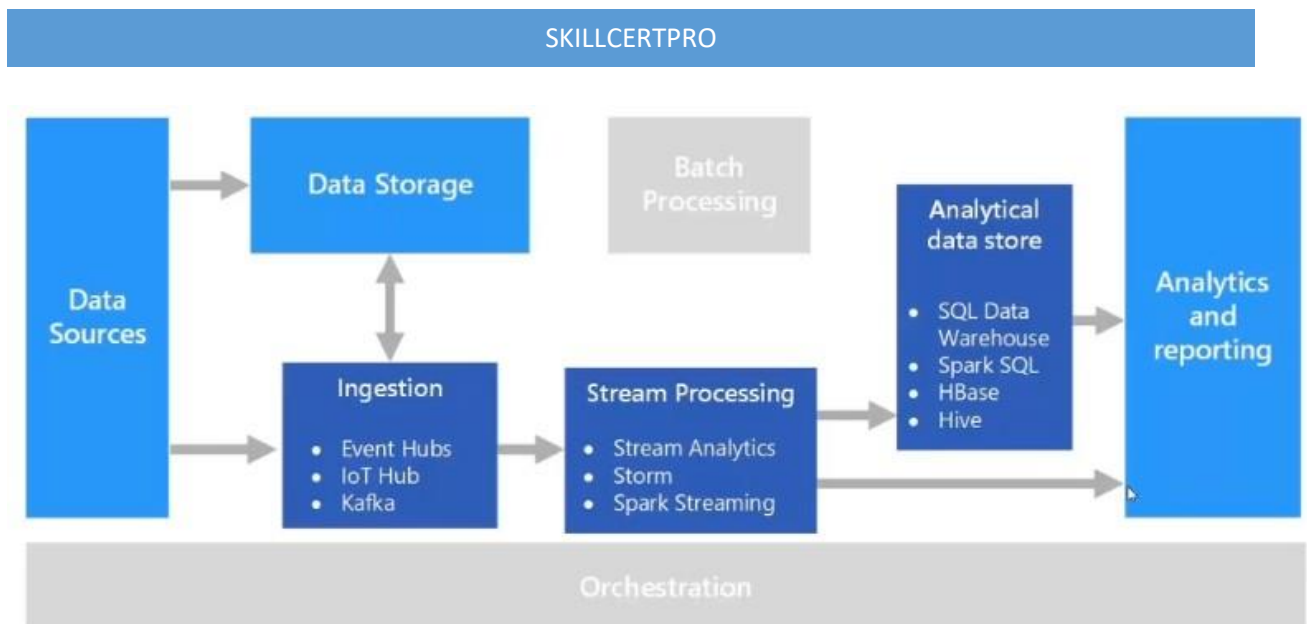 SKILLCERTPRO
Data
Sources
Data Storage
Batch
Processing
Ingestion
• Event Hubs
• IoT Hub
• Kafka
Stream Processing
• Stream Analytics
• Storm
• Spark Streaming
Analytical
data store
• SQL Data
Warehouse
• Spark SQL
• HBase
• Hive
Analytics
and
reporting
Orchestration